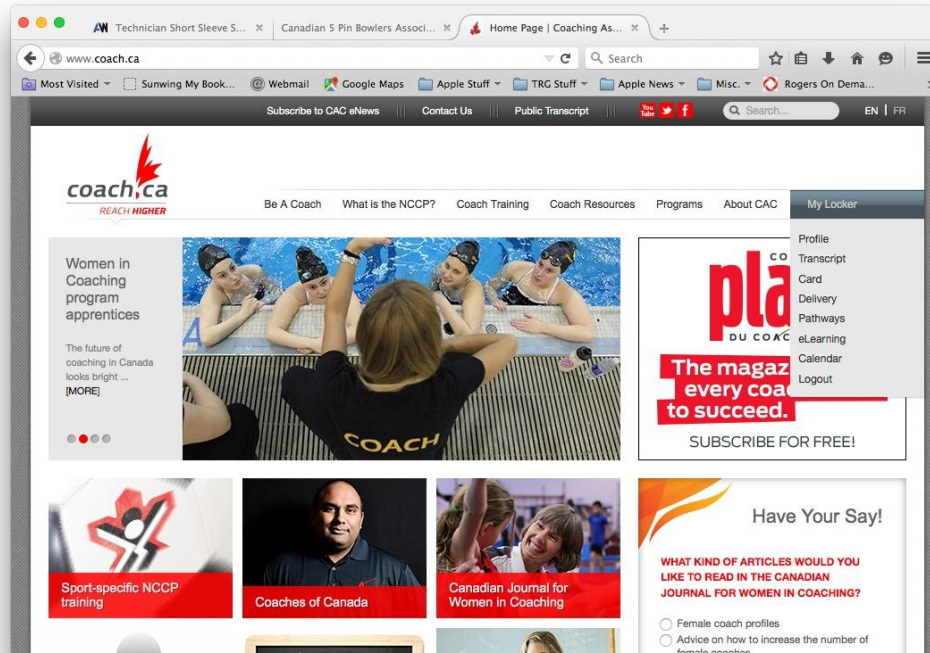 Technician Short Sleeve S...
Canadian 5 Pin Bowlers Associ...
Home Page | Coaching As...
www.coach.ca
Search
Most Visited
Sunwing My Book...
Webmail
Google Maps
Apple Stuff
TRG Stuff
Apple News
Misc.
Rogers On Dema...
Subscribe to CAC eNews
Contact Us
Public Transcript
You
Tube
Search...
EN | FR
coach.ca
REACH HIGHER
Be A Coach
What is the NCCP?
Coach Training
Coach Resources
Programs
About CAC
My Locker
Profile
Transcript
Card
Delivery
Pathways
eLearning
Calendar
Logout
Women in
Coaching
program
apprentices
The future of
coaching in Canada
looks bright ...
[MORE]
COACH
CO
pla
DU COAC
The magaz
every coa
to succeed.
SUBSCRIBE FOR FREE!
Sport-specific NCCP
training
Coaches of Canada
Canadian Journal for
Women in Coaching
Have Your Say!
WHAT KIND OF ARTICLES WOULD YOU
LIKE TO READ IN THE CANADIAN
JOURNAL FOR WOMEN IN COACHING?
Female coach profiles
Advice on how to increase the number of
female coaches